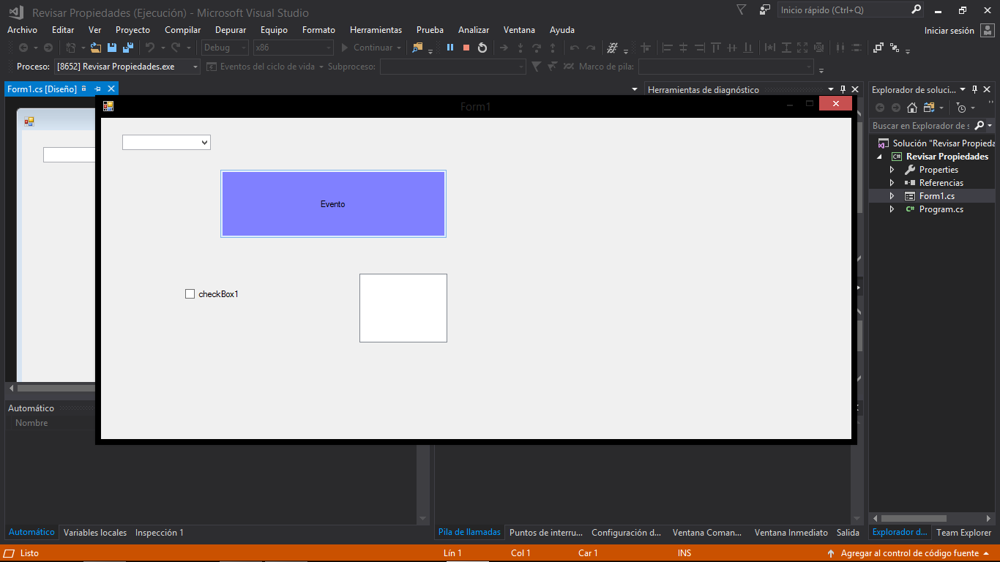 Revisar Propiedades (Ejecución) - Microsoft Visual Studio
Inicio rápido (Ctrl+Q)
Archivo Editar Ver Proyecto Compilar Depurar Equipo Formato Herramientas Prueba Analizar Ventana Ayuda
Iniciar sesión
Debug x86 Continuar
Proceso: [8652] Revisar Propiedades.exe Eventos del ciclo de vida Subproceso: Marco de pila:
Form1.cs [Diseño]
Herramientas de diagnóstico
Explorador de soluci...
Form1
Buscar en Explorador de s
Solución "Revisar Propieda
C# Revisar Propiedades
Properties
Referencias
Form1.cs
C# Program.cs
Evento
checkBox1
Automático
Nombre
Automático Variables locales Inspección 1
Pila de llamadas Puntos de interru... Configuración d... Ventana Coman... Ventana Inmediato Salida
Explorador d... Team Explorer
Listo Lín 1 Col 1 Car 1 INS Agregar al control de código fuente